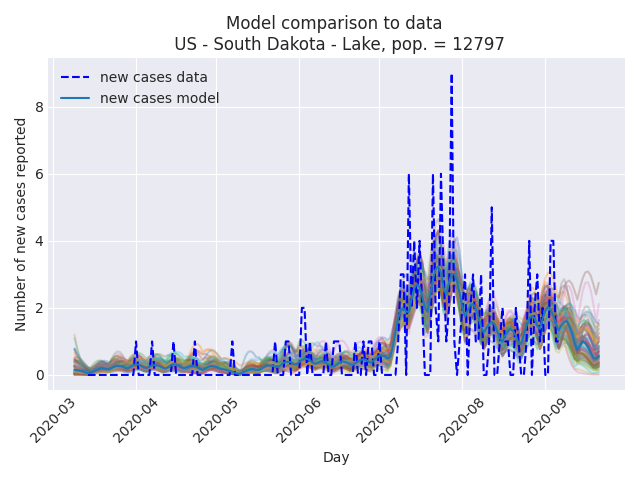 Model comparison to data
US - South Dakota - Lake, pop. = 12797
new cases data
new cases model
Number of new cases reported
8
6
4
2
0
2020-03
2020-04
2020-05
2020-06
2020-07
2020-08
2020-09
Day